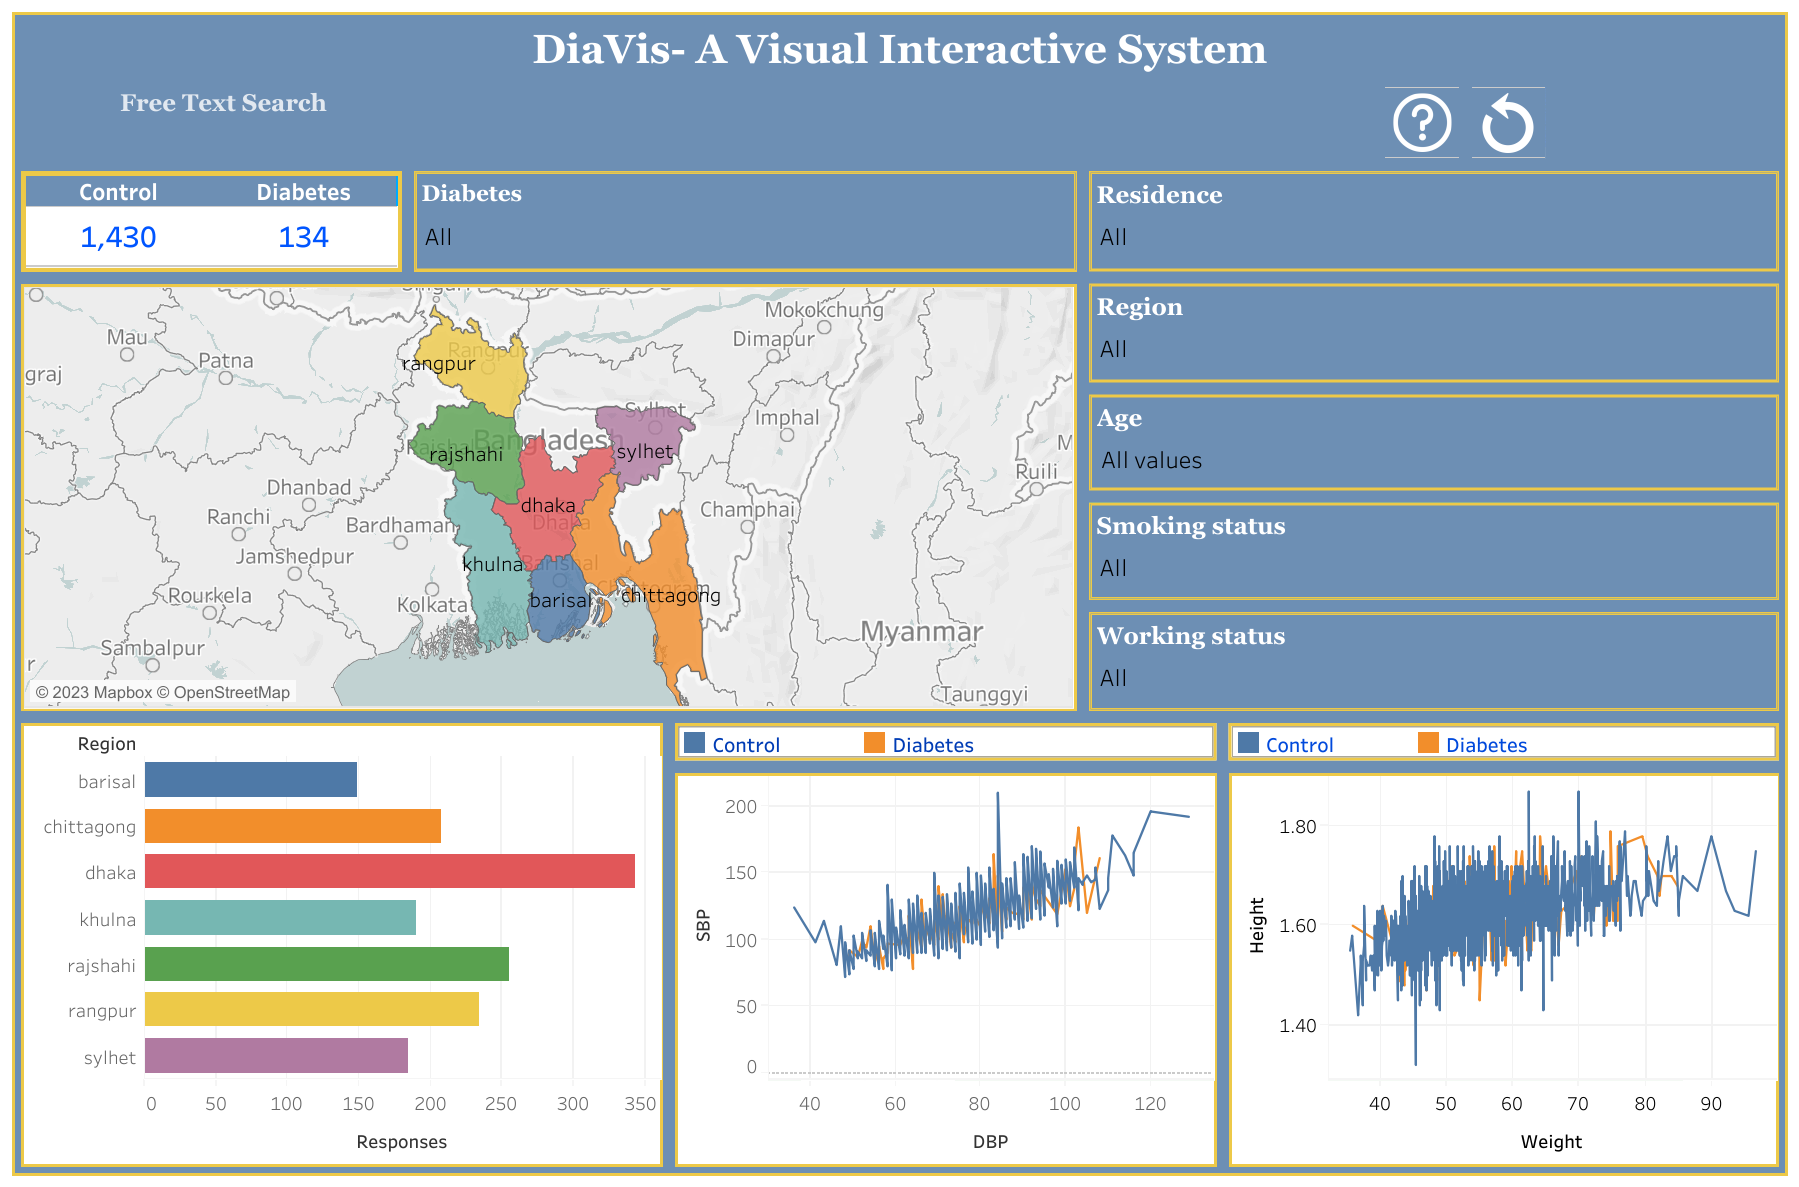 DiaVis- A Visual Interactive System
Free Text Search
?
Control Diabetes
1,430 134
Diabetes
All
Residence
All
Region
All
Age
All values
Smoking status
All
Working status
All
Mokokchung
Mau
Dimapur
Patna
Rangpur
rangpur
graj
Sylhet
Imphal
Bangladesh
Rajshahi
rajshahi
sylhet
M
Ruili
Dhanbad
dhaka
Champhai
Ranchi
Bardhaman
Dhaka
Jamshedpur
khulna
Barishal
Rourkela
Kolkata
barisal
Chittagram
chittagong
Myanmar
Sambalpur
r
© 2023 Mapbox © OpenStreetMap
Taunggyi
Region
barisal
chittagong
dhaka
khulna
rajshahi
rangpur
sylhet
0 50 100 150 200 250 300 350
Responses
Control Diabetes
200
150
100
50
0
SBP
40 60 80 100 120
DBP
Control Diabetes
1.80
1.60
1.40
Height
40 50 60 70 80 90
Weight